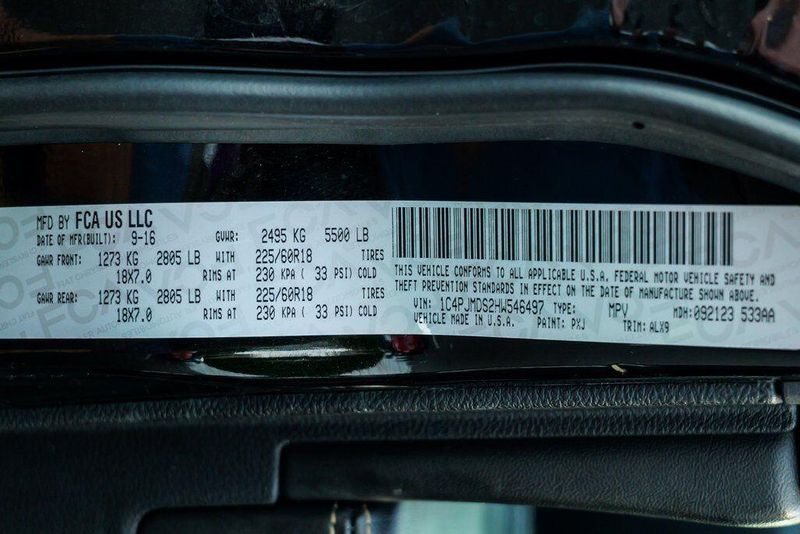 MFD BY FCA US LLC
DATE OF MFR(BUILT): 9-16 GVWR: 2495 KG 5500 LB
GAWR FRONT: 1273 KG 2805 LB WITH 225/60R18 TIRES
18X7.0 RIMS AT 230 KPA ( 33 PSI) COLD
GAWR REAR: 1273 KG 2805 LB WITH 225/60R18 TIRES
18X7.0 RIMS AT 230 KPA ( 33 PSI) COLD
THIS VEHICLE CONFORMS TO ALL APPLICABLE U.S.A. FEDERAL MOTOR VEHICLE SAFETY AND
THEFT PREVENTION STANDARDS IN EFFECT ON THE DATE OF MANUFACTURE SHOWN ABOVE.
VIN: 1C4PJMDS2HW546497 TYPE: MPV MDH: 092123 533AA
VEHICLE MADE IN U.S.A. PAINT: PXJ TRIM: ALX9